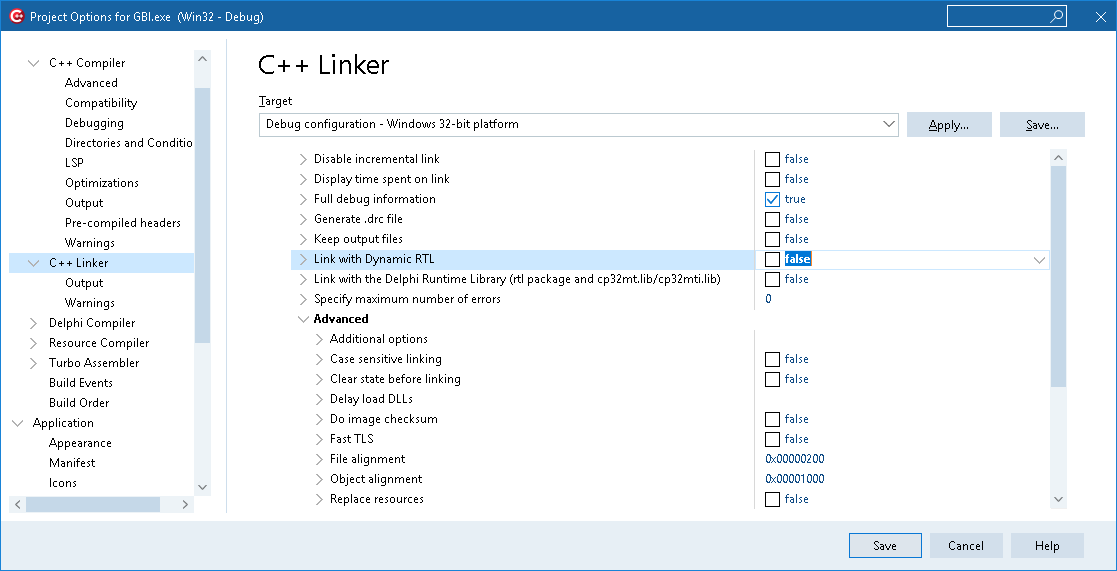 Project Options for GBI.exe (Win32 - Debug)
C++ Compiler
Advanced
Compatibility
Debugging
Directories and Conditio
LSP
Optimizations
Output
Pre-compiled headers
Warnings
C++ Linker
Output
Warnings
Delphi Compiler
Resource Compiler
Turbo Assembler
Build Events
Build Order
Application
Appearance
Manifest
Icons
C++ Linker
Target
Debug configuration - Windows 32-bit platform
Apply...
Save...
Disable incremental link false
Display time spent on link false
Full debug information true
Generate .drc file false
Keep output files false
Link with Dynamic RTL false
Link with the Delphi Runtime Library (rtl package and cp32mt.lib/cp32mti.lib) false
Specify maximum number of errors 0
Advanced
Additional options
Case sensitive linking false
Clear state before linking false
Delay load DLLs
Do image checksum false
Fast TLS false
File alignment 0x00000200
Object alignment 0x00001000
Replace resources false
Save
Cancel
Help